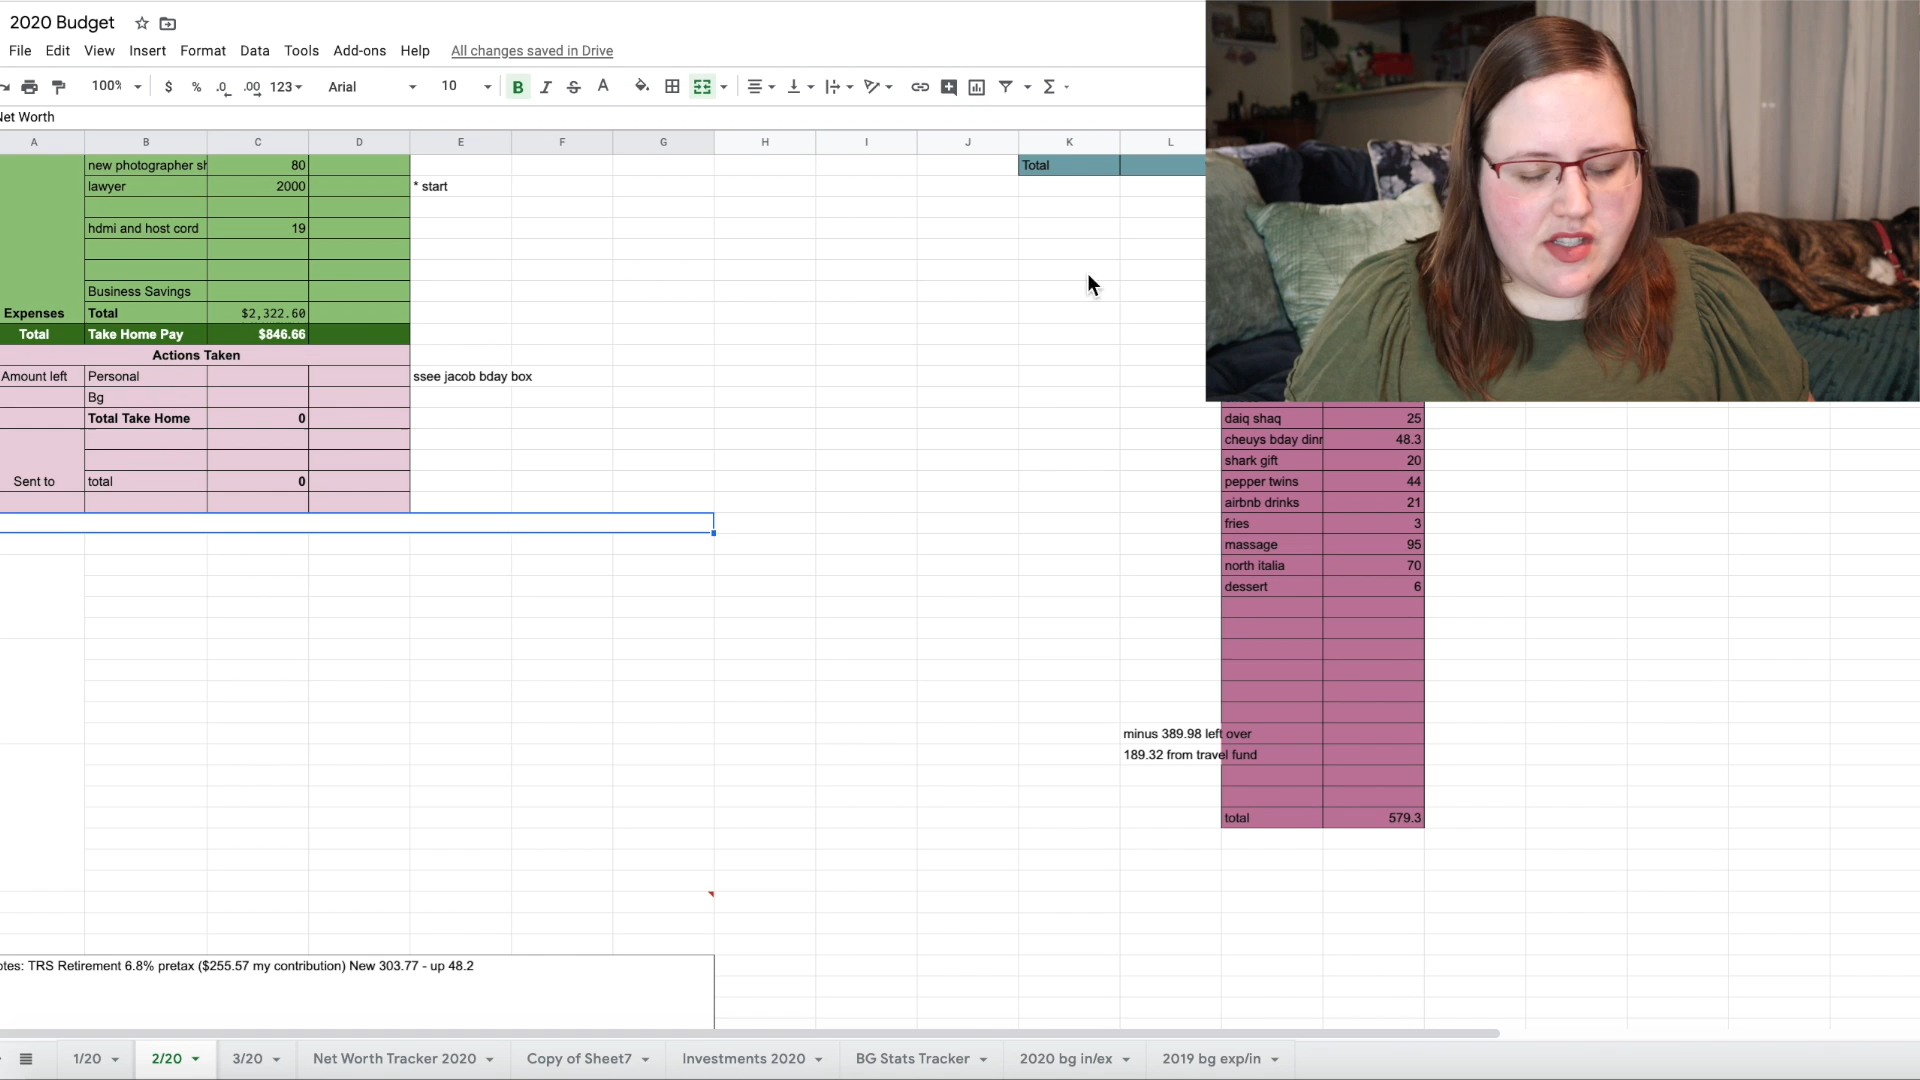 2020 Budget
File Edit View Insert Format Data Tools Add-ons Help All changes saved in Drive
100% $ % .0 .00 123 Arial 10 B I S A Σ
Net Worth
A B C D E F G H I J K L
new photographer sh 80 Total
lawyer 2000 * start
hdmi and host cord 19
Business Savings
Expenses Total $2,322.60
Total Take Home Pay $846.66
Actions Taken
Amount left Personal ssee jacob bday box
Bg
Total Take Home 0
daiq shaq 25
cheuys bday dinr 48.3
shark gift 20
Sent to total 0
pepper twins 44
airbnb drinks 21
fries 3
massage 95
north italia 70
dessert 6
minus 389.98 left over
189.32 from travel fund
total 579.3
otes: TRS Retirement 6.8% pretax ($255.57 my contribution) New 303.77 - up 48.2
1/20 2/20 3/20 Net Worth Tracker 2020 Copy of Sheet7 Investments 2020 BG Stats Tracker 2020 bg in/ex 2019 bg exp/in